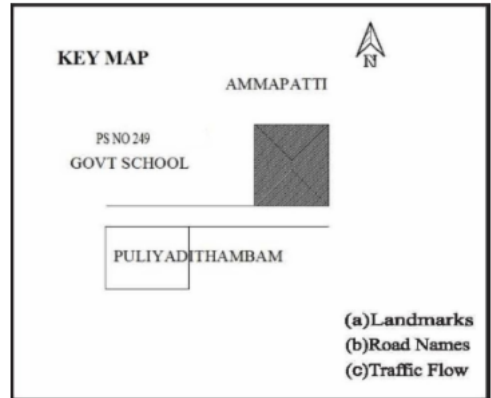 KEY MAP
N
AMMAPATTI
PS NO 249
GOVT SCHOOL
PULIYADITHAMBAM
(a)Landmarks
(b)Road Names
(c)Traffic Flow